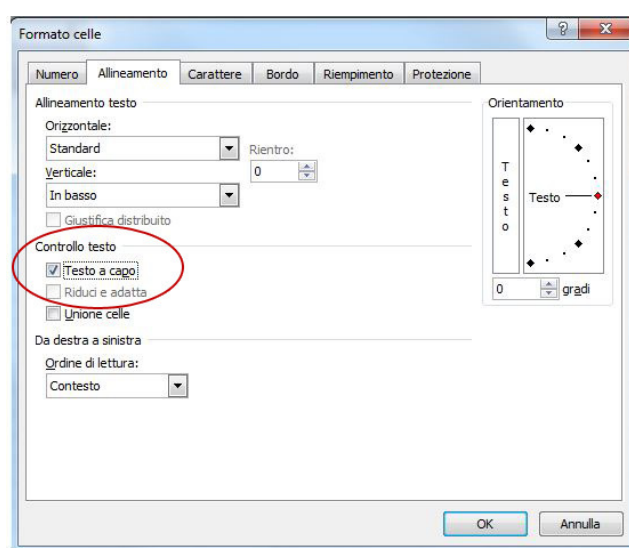 Formato celle
Numero Allineamento Carattere Bordo Riempimento Protezione
Allineamento testo
Orizzontale:
Standard
Rientro:
Verticale:
0
In basso
Giustifica distribuito
Controllo testo
Testo a capo
Riduci e adatta
Unione celle
Da destra a sinistra
Ordine di lettura:
Contesto
Orientamento
Testo
Testo
0 gradi
OK Annulla